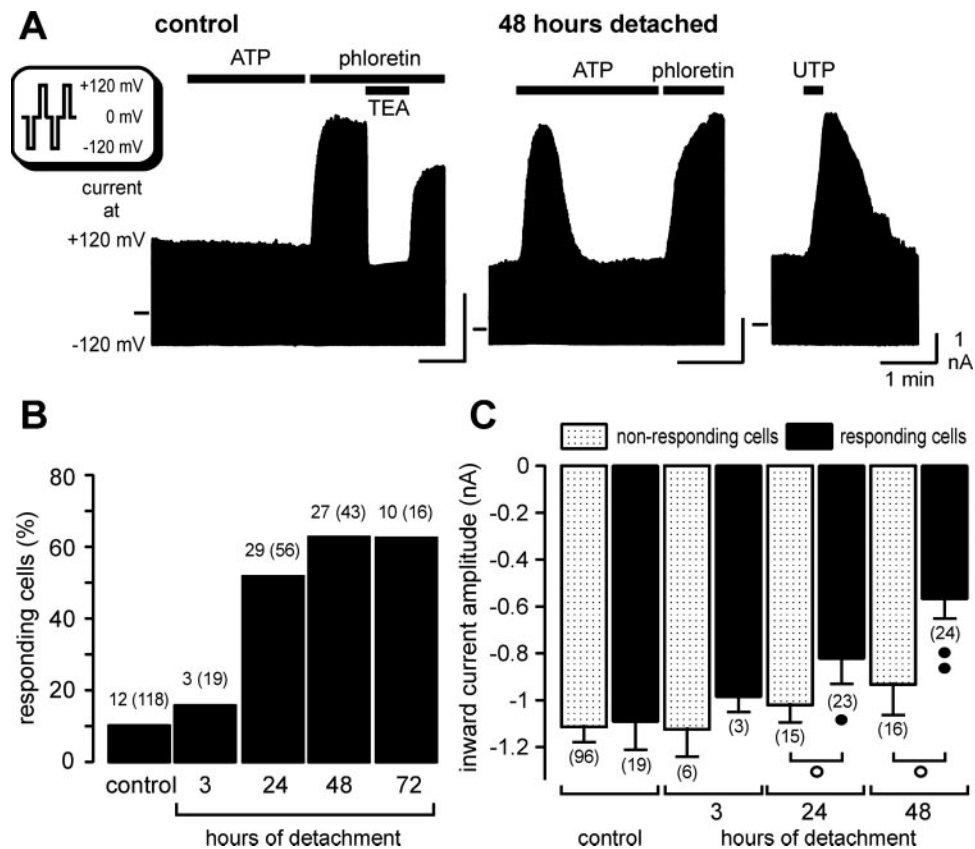 A
control
48 hours detached
ATP
phloretin
TEA
ATP
phloretin
UTP
+120 mV
0 mV
-120 mV
current
at
+120 mV
-120 mV
1
nA
1 min
B
responding cells (%)
80
60
40
20
0
12 (118)
3 (19)
29 (56)
27 (43)
10 (16)
control
3
24
48
72
hours of detachment
C
non-responding cells
responding cells
inward current amplitude (nA)
0
-0.2
-0.4
-0.6
-0.8
-1
-1.2
(96)
(19)
(6)
(3)
(15)
(23)
(16)
(24)
control
3
24
48
hours of detachment